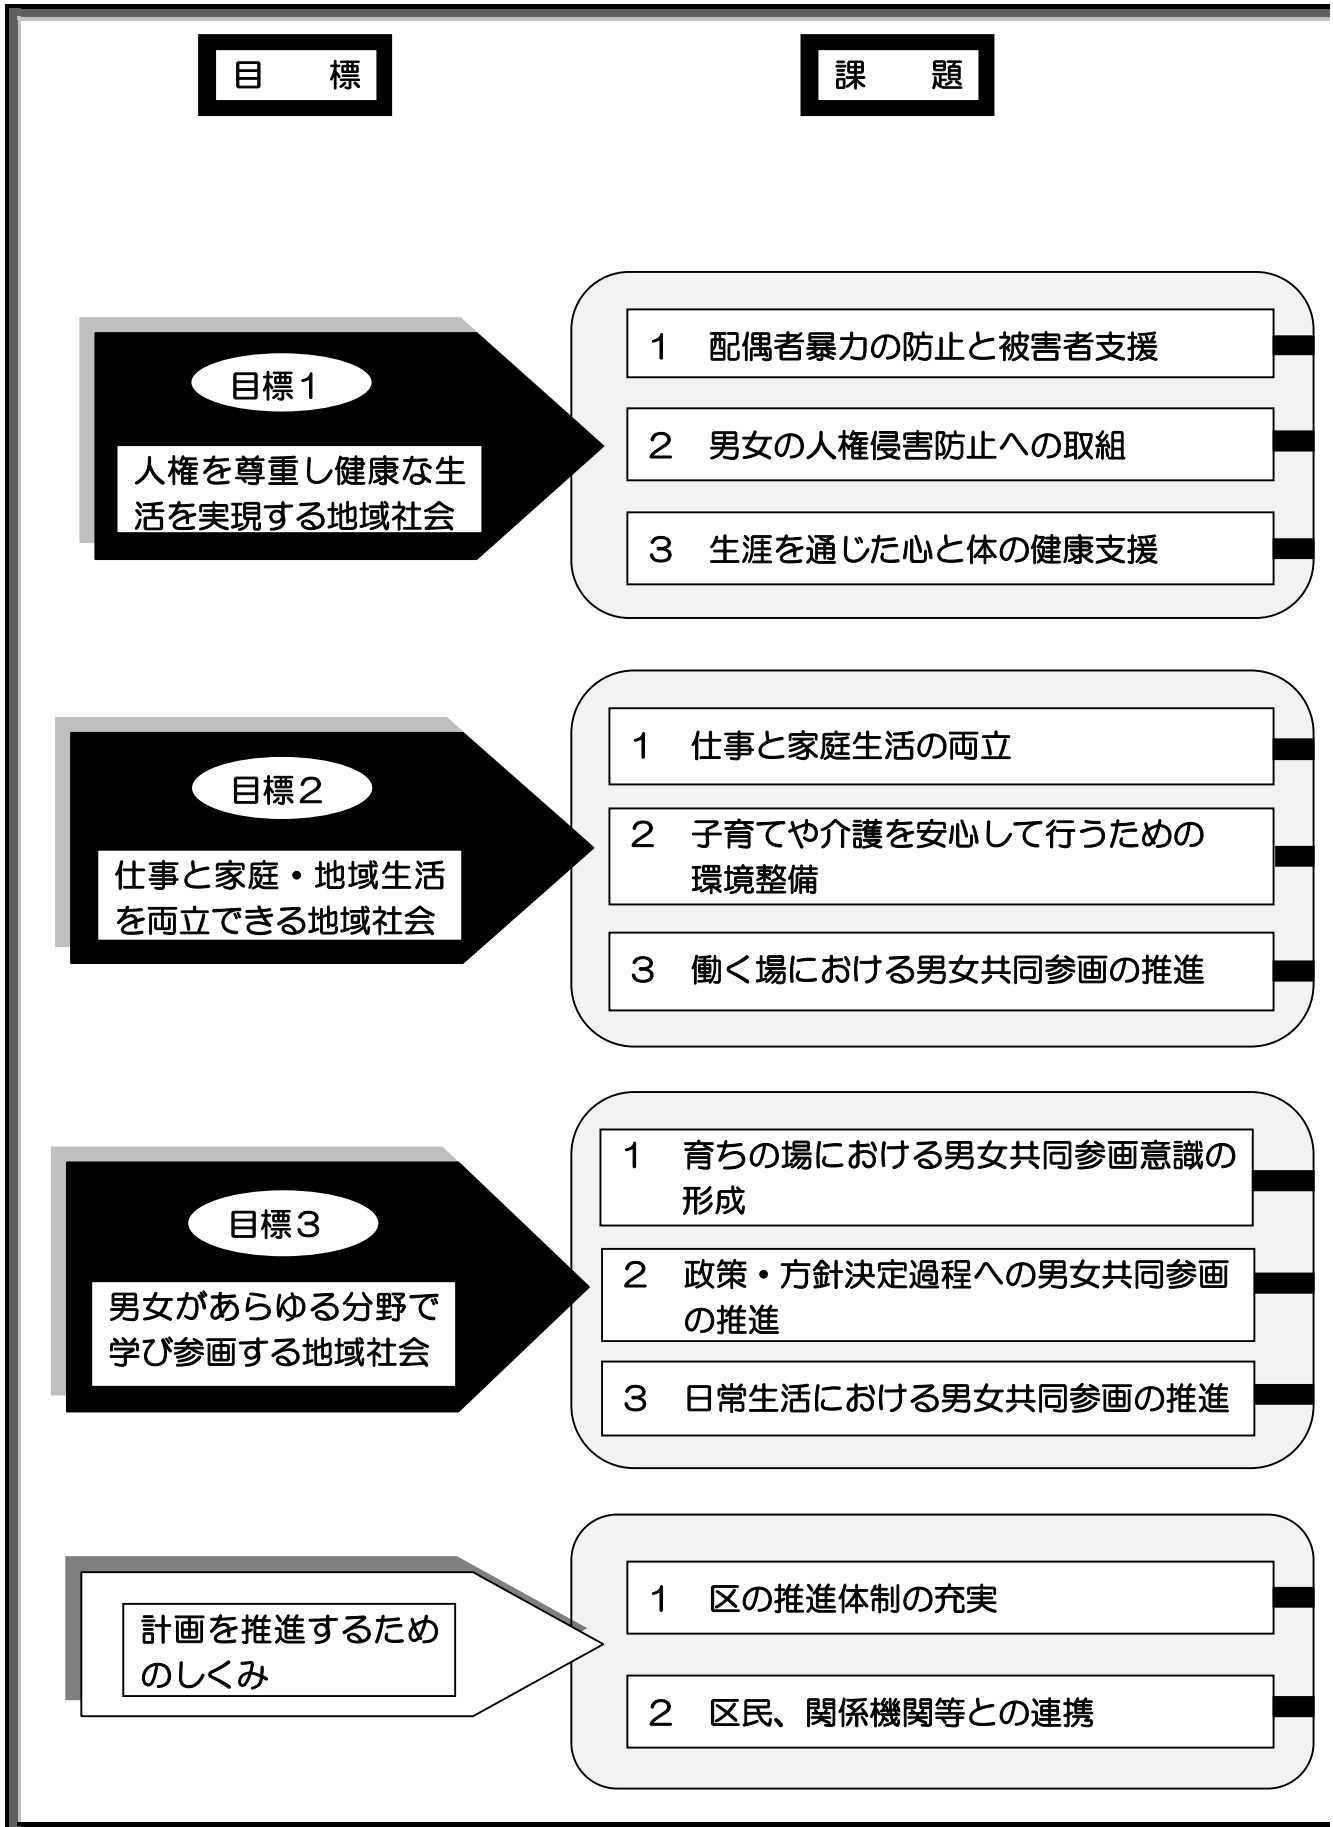 目　標
課　題
目標１
人権を尊重し健康な生
活を実現する地域社会
１　配偶者暴力の防止と被害者支援
２　男女の人権侵害防止への取組
３　生涯を通じた心と体の健康支援
目標２
仕事と家庭・地域生活
を両立できる地域社会
１　仕事と家庭生活の両立
２　子育てや介護を安心して行うための
環境整備
３　働く場における男女共同参画の推進
目標３
男女があらゆる分野で
学び参画する地域社会
１　育ちの場における男女共同参画意識の
形成
２　政策・方針決定過程への男女共同参画
の推進
３　日常生活における男女共同参画の推進
計画を推進するため
のしくみ
１　区の推進体制の充実
２　区民、関係機関等との連携